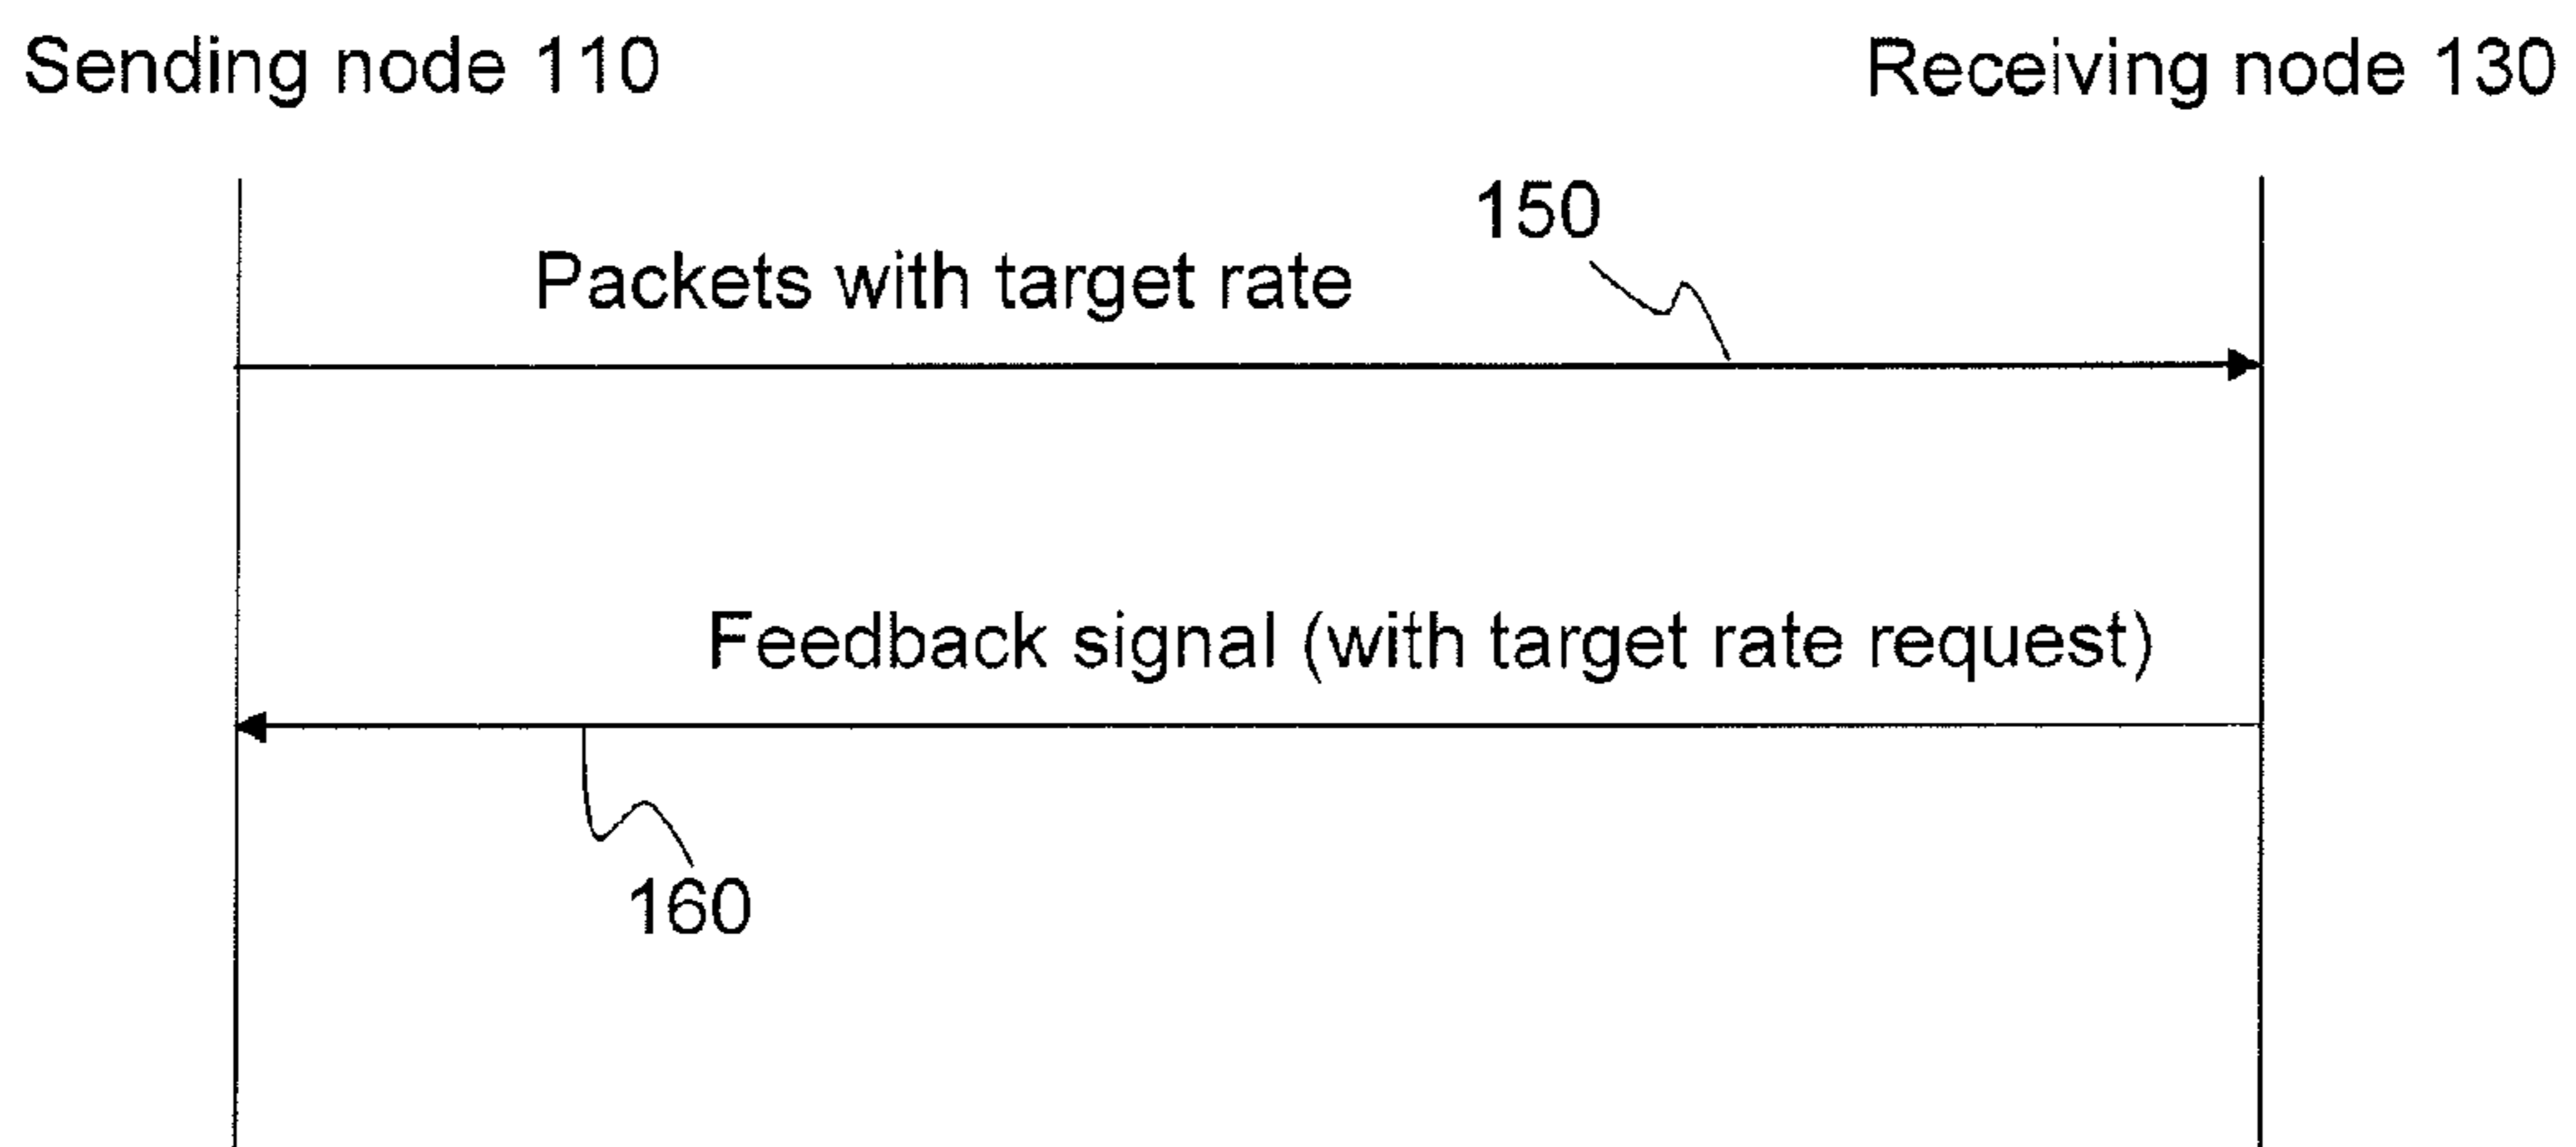 Sending node 110
Receiving node 130
150
Packets with target rate
Feedback signal (with target rate request)
160